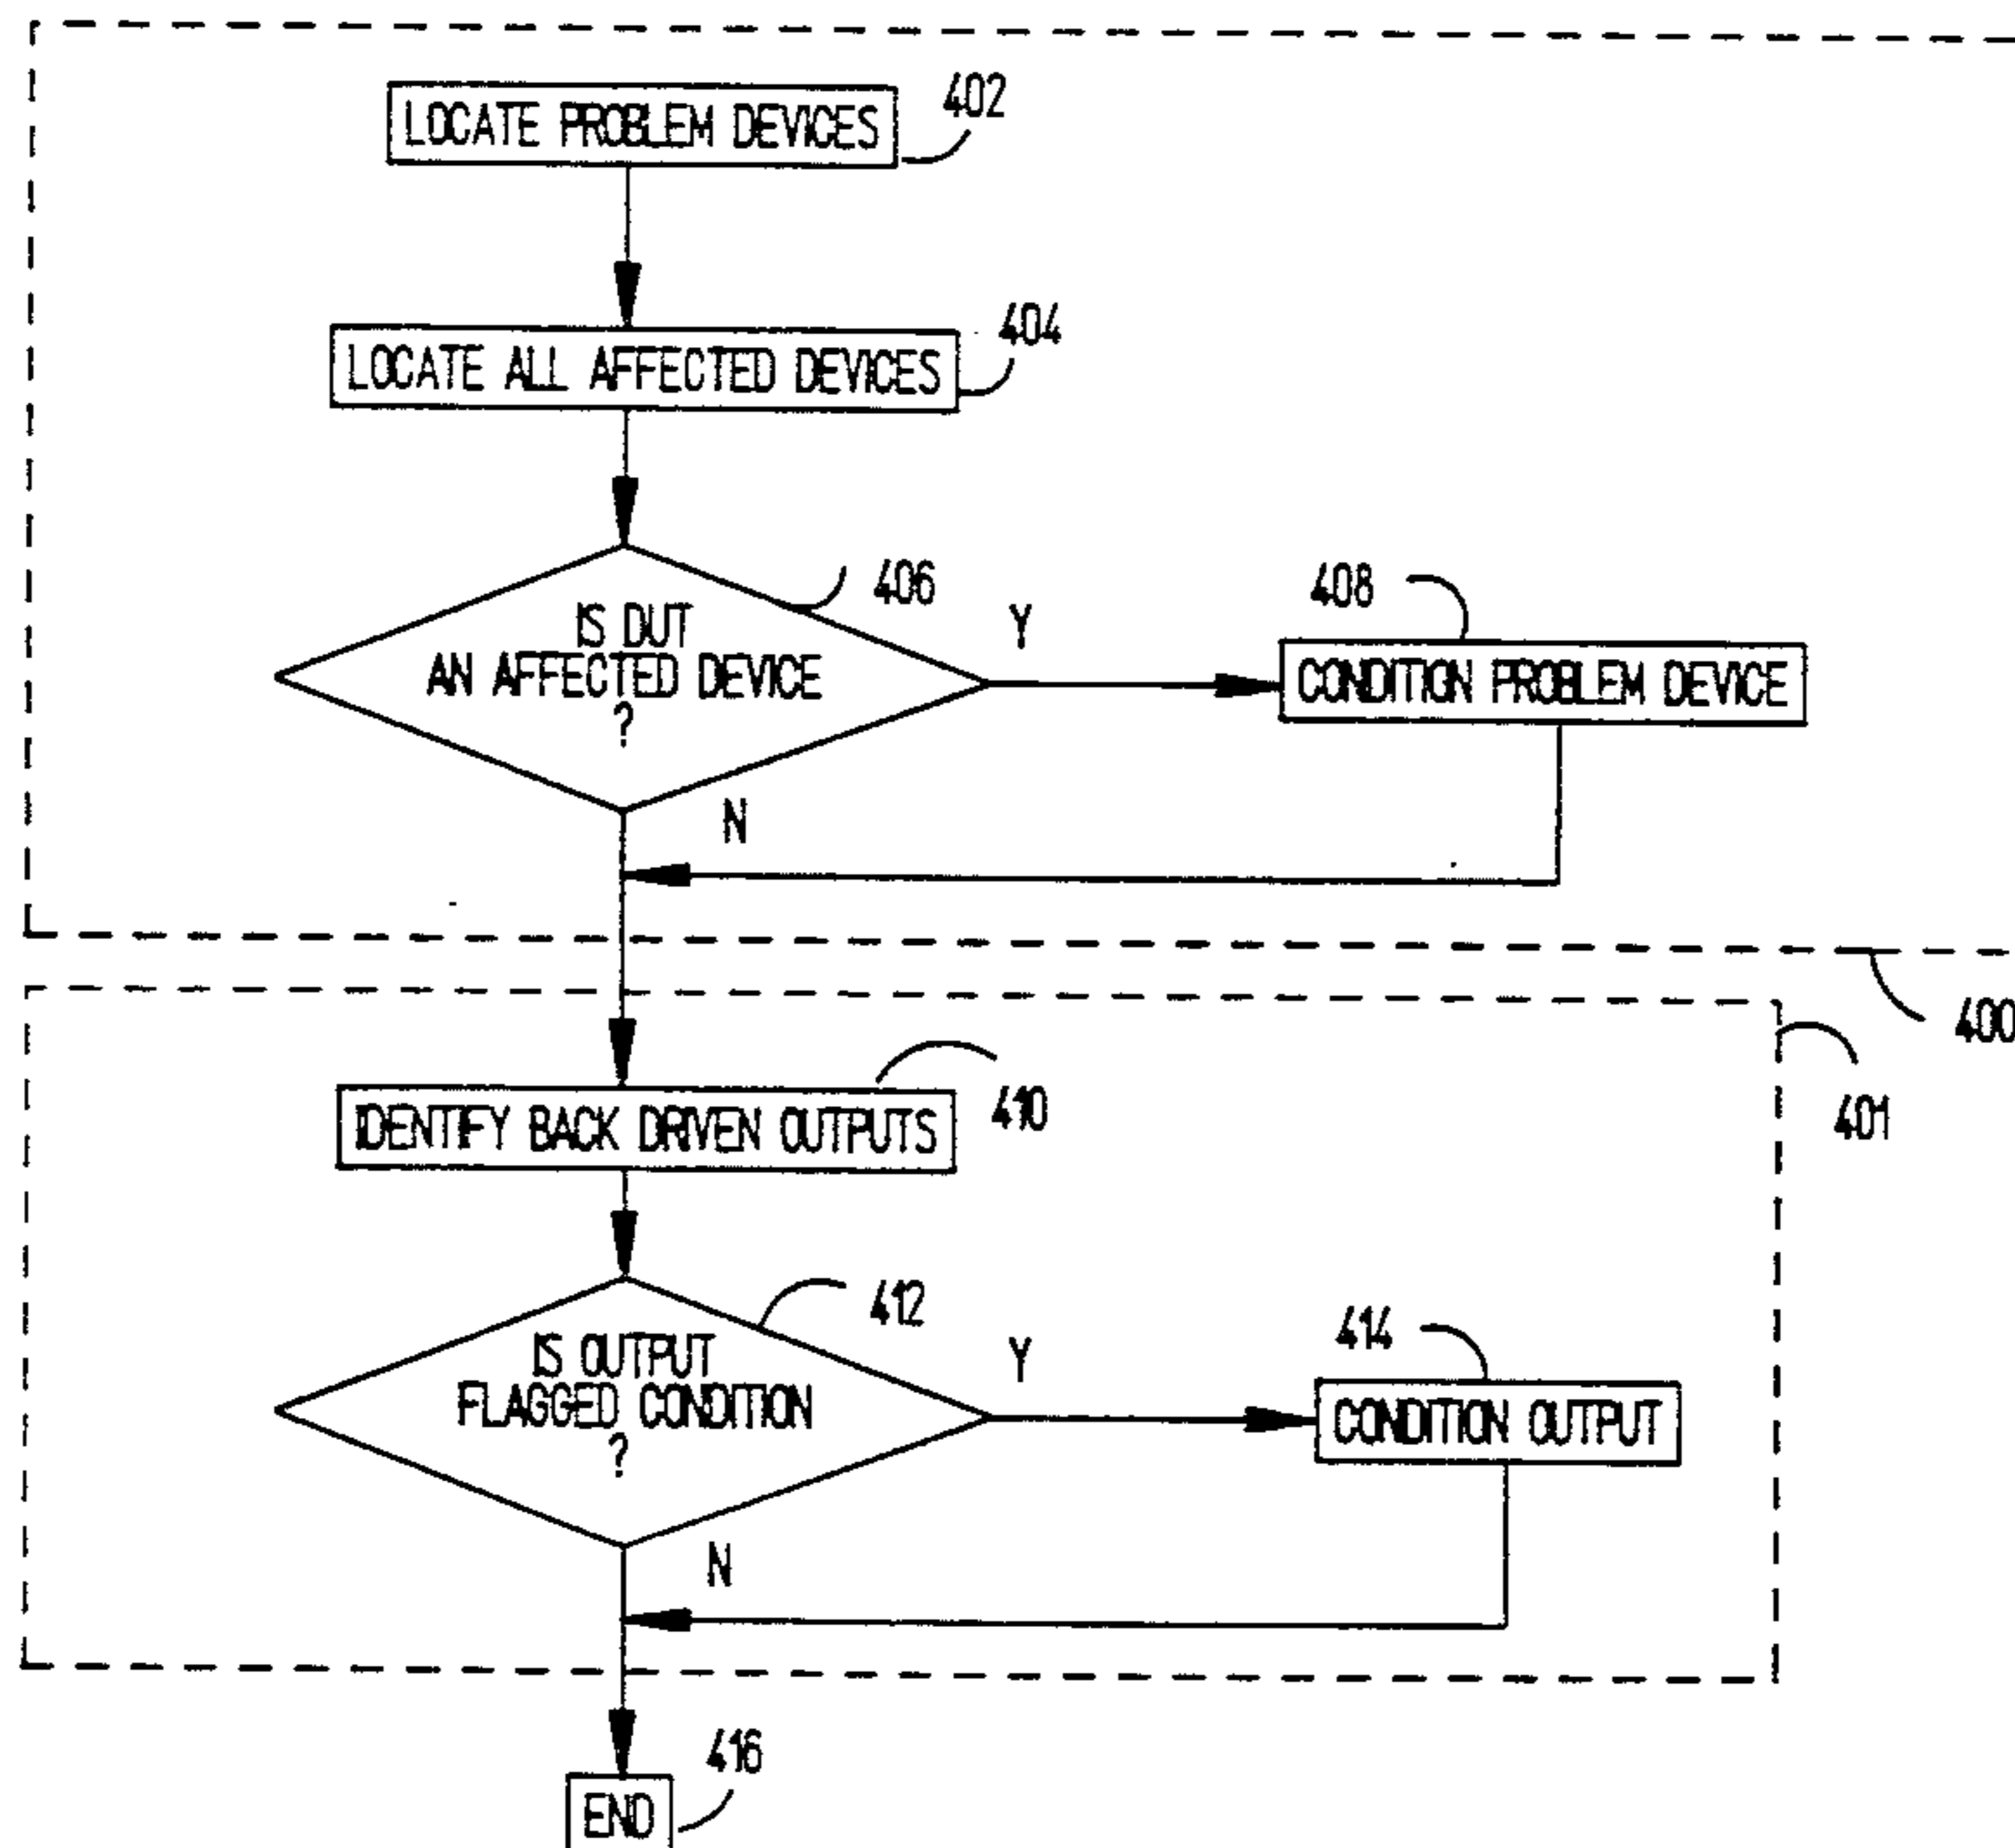 LOCATE PROBLEM DEVICES
402
LOCATE ALL AFFECTED DEVICES
404
IS DUT
AN AFFECTED DEVICE
?
406
Y
408
CONDITION PROBLEM DEVICE
N
400
401
IDENTIFY BACK DRIVEN OUTPUTS
410
IS OUTPUT
FLAGGED CONDITION
?
412
Y
414
CONDITION OUTPUT
N
END
416